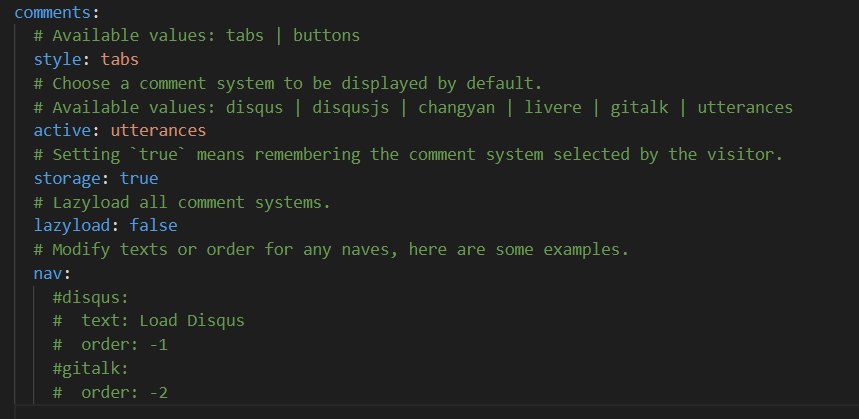 comments:
  # Available values: tabs | buttons
  style: tabs
  # Choose a comment system to be displayed by default.
  # Available values: disqus | disqusjs | changyan | livere | gitalk | utterances
  active: utterances
  # Setting `true` means remembering the comment system selected by the visitor.
  storage: true
  # Lazyload all comment systems.
  lazyload: false
  # Modify texts or order for any naves, here are some examples.
  nav:
    #disqus:
    #  text: Load Disqus
    #  order: -1
    #gitalk:
    #  order: -2